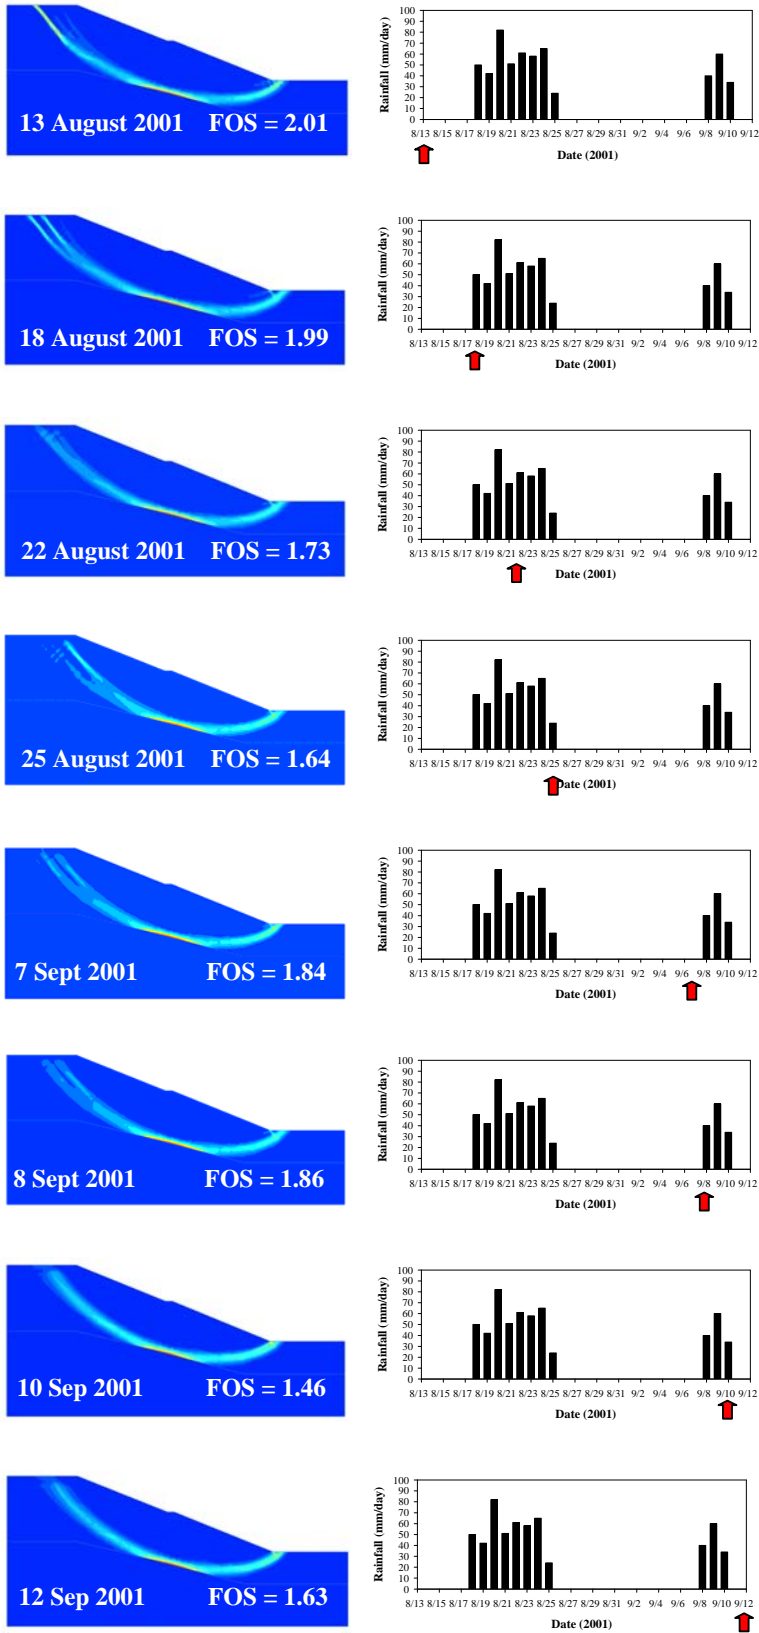 13 August 2001 FOS = 2.01
Rainfall (mm/day)
100
90
80
70
60
50
40
30
20
10
0
8/13 8/15 8/17 8/19 8/21 8/23 8/25 8/27 8/29 8/31 9/2 9/4 9/6 9/8 9/10 9/12
Date (2001)
18 August 2001 FOS = 1.99
Rainfall (mm/day)
100
90
80
70
60
50
40
30
20
10
0
8/13 8/15 8/17 8/19 8/21 8/23 8/25 8/27 8/29 8/31 9/2 9/4 9/6 9/8 9/10 9/12
Date (2001)
22 August 2001 FOS = 1.73
Rainfall (mm/day)
100
90
80
70
60
50
40
30
20
10
0
8/13 8/15 8/17 8/19 8/21 8/23 8/25 8/27 8/29 8/31 9/2 9/4 9/6 9/8 9/10 9/12
Date (2001)
25 August 2001 FOS = 1.64
Rainfall (mm/day)
100
90
80
70
60
50
40
30
20
10
0
8/13 8/15 8/17 8/19 8/21 8/23 8/25 8/27 8/29 8/31 9/2 9/4 9/6 9/8 9/10 9/12
Date (2001)
7 Sept 2001 FOS = 1.84
Rainfall (mm/day)
100
90
80
70
60
50
40
30
20
10
0
8/13 8/15 8/17 8/19 8/21 8/23 8/25 8/27 8/29 8/31 9/2 9/4 9/6 9/8 9/10 9/12
Date (2001)
8 Sept 2001 FOS = 1.86
Rainfall (mm/day)
100
90
80
70
60
50
40
30
20
10
0
8/13 8/15 8/17 8/19 8/21 8/23 8/25 8/27 8/29 8/31 9/2 9/4 9/6 9/8 9/10 9/12
Date (2001)
10 Sep 2001 FOS = 1.46
Rainfall (mm/day)
100
90
80
70
60
50
40
30
20
10
0
8/13 8/15 8/17 8/19 8/21 8/23 8/25 8/27 8/29 8/31 9/2 9/4 9/6 9/8 9/10 9/12
Date (2001)
12 Sep 2001 FOS = 1.63
Rainfall (mm/day)
100
90
80
70
60
50
40
30
20
10
0
8/13 8/15 8/17 8/19 8/21 8/23 8/25 8/27 8/29 8/31 9/2 9/4 9/6 9/8 9/10 9/12
Date (2001)